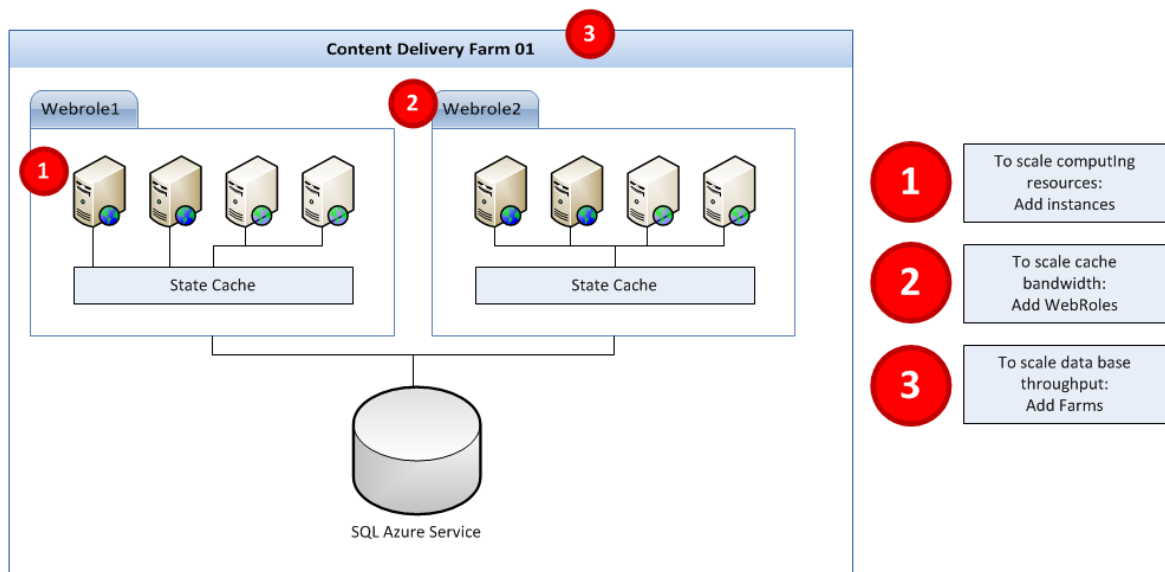 Content Delivery Farm 01
3
Webrole1
2
Webrole2
1
State Cache
State Cache
SQL Azure Service
1
To scale computIng
resources:
Add instances
2
To scale cache
bandwidth:
Add WebRoles
3
To scale data base
throughput:
Add Farms